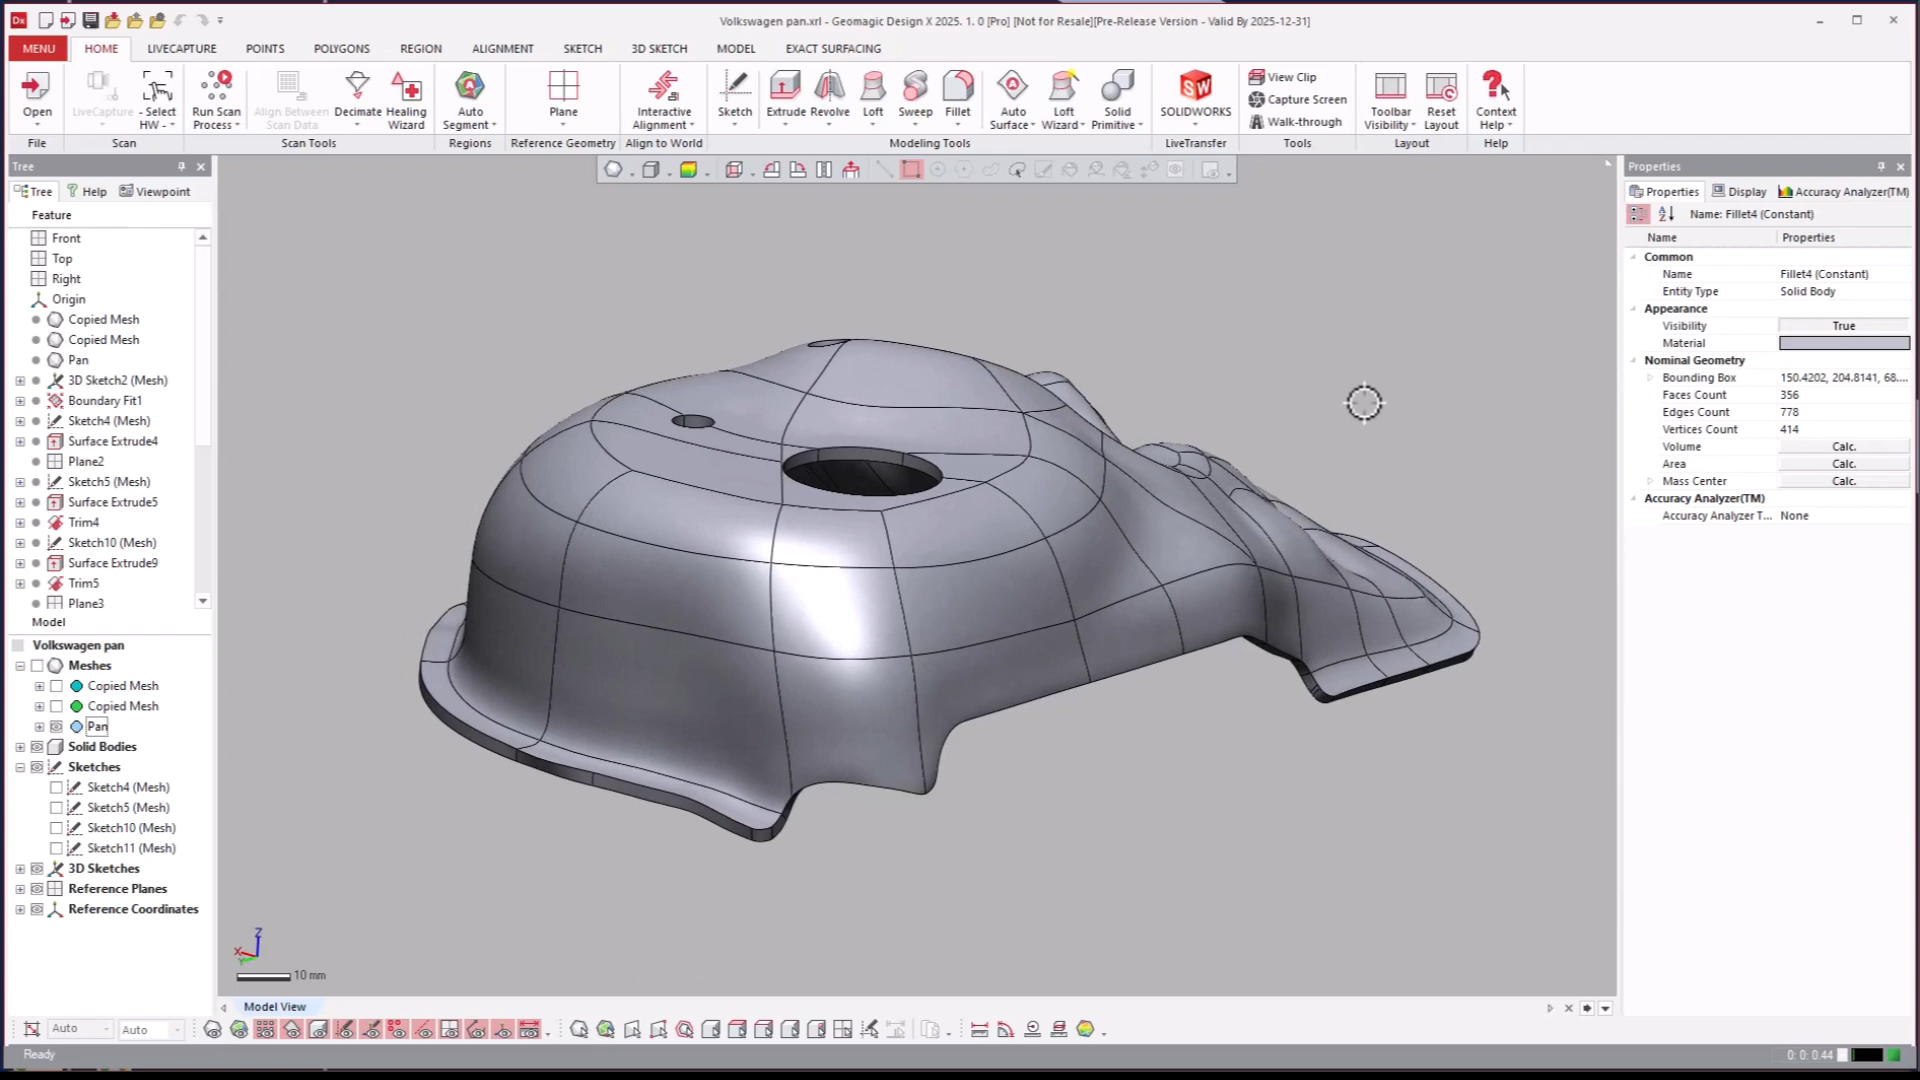 Dx
Volkswagen pan.xrl - Geomagic Design X 2025. 1. 0 [Pro] [Not for Resale][Pre-Release Version - Valid By 2025-12-31]
MENU HOME LIVECAPTURE POINTS POLYGONS REGION ALIGNMENT SKETCH 3D SKETCH MODEL EXACT SURFACING
Open LiveCapture - Select HW - Run Scan Process Align Between Scan Data Decimate Healing Wizard Auto Segment Plane Interactive Alignment Sketch Extrude Revolve Loft Sweep Fillet Auto Surface Loft Wizard Solid Primitive SOLIDWORKS View Clip Capture Screen Walk-through Toolbar Visibility Reset Layout Context Help
File Scan Scan Tools Regions Reference Geometry Align to World Modeling Tools LiveTransfer Tools Layout Help
Tree
Tree Help Viewpoint
Feature
Front
Top
Right
Origin
Copied Mesh
Copied Mesh
Pan
3D Sketch2 (Mesh)
Boundary Fit1
Sketch4 (Mesh)
Surface Extrude4
Plane2
Sketch5 (Mesh)
Surface Extrude5
Trim4
Sketch10 (Mesh)
Surface Extrude9
Trim5
Plane3
Model
Volkswagen pan
Meshes
Copied Mesh
Copied Mesh
Pan
Solid Bodies
Sketches
Sketch4 (Mesh)
Sketch5 (Mesh)
Sketch10 (Mesh)
Sketch11 (Mesh)
3D Sketches
Reference Planes
Reference Coordinates
Z
X
Y
10 mm
Model View
Properties
Properties Display Accuracy Analyzer(TM)
Name: Fillet4 (Constant)
Name Properties
Common
Name Fillet4 (Constant)
Entity Type Solid Body
Appearance
Visibility True
Material
Nominal Geometry
Bounding Box 150.4202, 204.8141, 68....
Faces Count 356
Edges Count 778
Vertices Count 414
Volume Calc.
Area Calc.
Mass Center Calc.
Accuracy Analyzer(TM)
Accuracy Analyzer T... None
Auto Auto
Ready
0: 0: 0.44